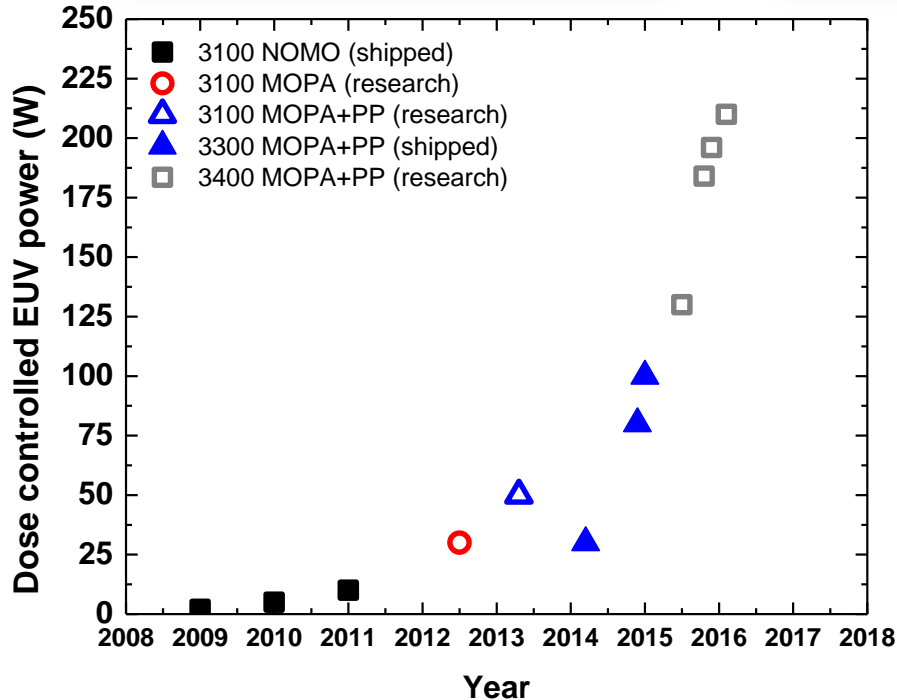 Dose controlled EUV power (W)
250
225
200
175
150
125
100
75
50
25
0
3100 NOMO (shipped)
3100 MOPA (research)
3100 MOPA+PP (research)
3300 MOPA+PP (shipped)
3400 MOPA+PP (research)
2008 2009 2010 2011 2012 2013 2014 2015 2016 2017 2018
Year